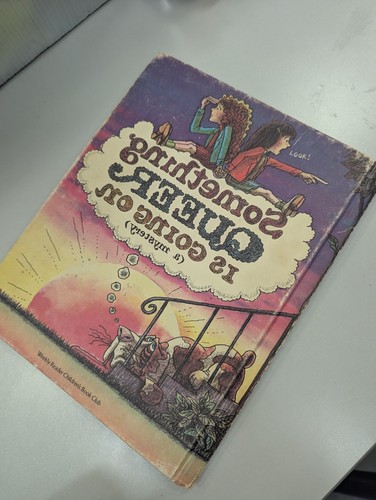 LOOK!
Something
QUEER
IS GOING ON
(a mystery)
Weekly Reader Children's Book Club